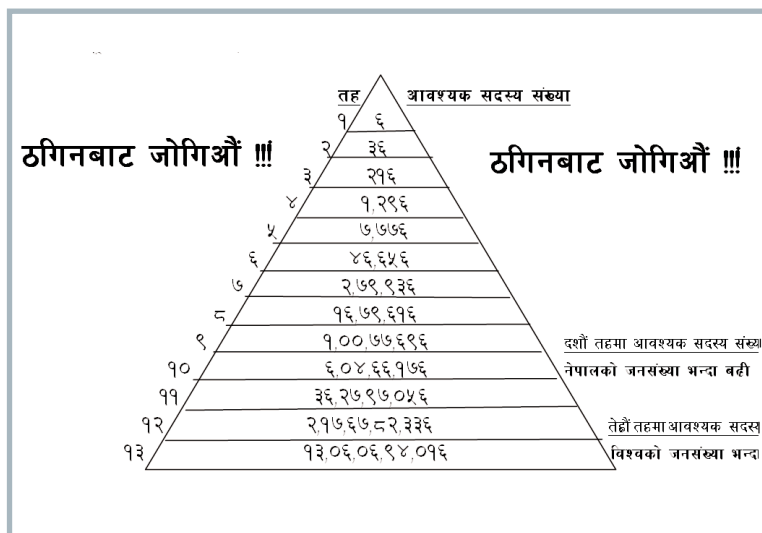 तह आवश्यक सदस्य संख्या
१ ६
ठगिनबाट जोगिऔं !!!
ठगिनबाट जोगिऔं !!!
२ ३६
३ २१६
४ १,२९६
५ ७,७७६
६ ४६,६५६
७ २,७९,९३६
८ १६,७९,६१६
९ १,००,७७,६९६
दशौं तहमा आवश्यक सदस्य संख्य
१० ६,०४,६६,१७६
नेपालको जनसंख्या भन्दा बढी
११ ३६,२७,९७,०५६
१२ २,१७,६७,८२,३३६
तेह्रौं तहमा आवश्यक सदस्
१३ १३,०६,०६,९४,०१६
विश्वको जनसंख्या भन्द